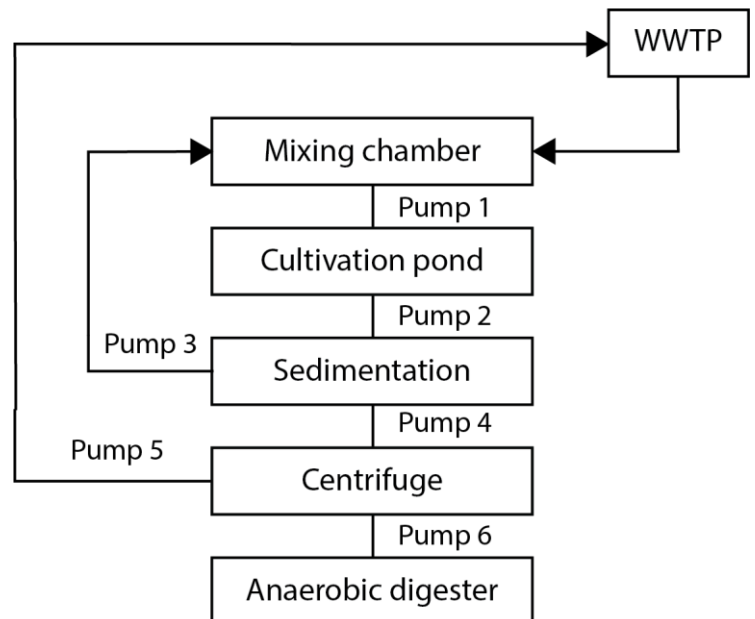 WWTP
Mixing chamber
Pump 1
Cultivation pond
Pump 2
Pump 3
Sedimentation
Pump 4
Pump 5
Centrifuge
Pump 6
Anaerobic digester